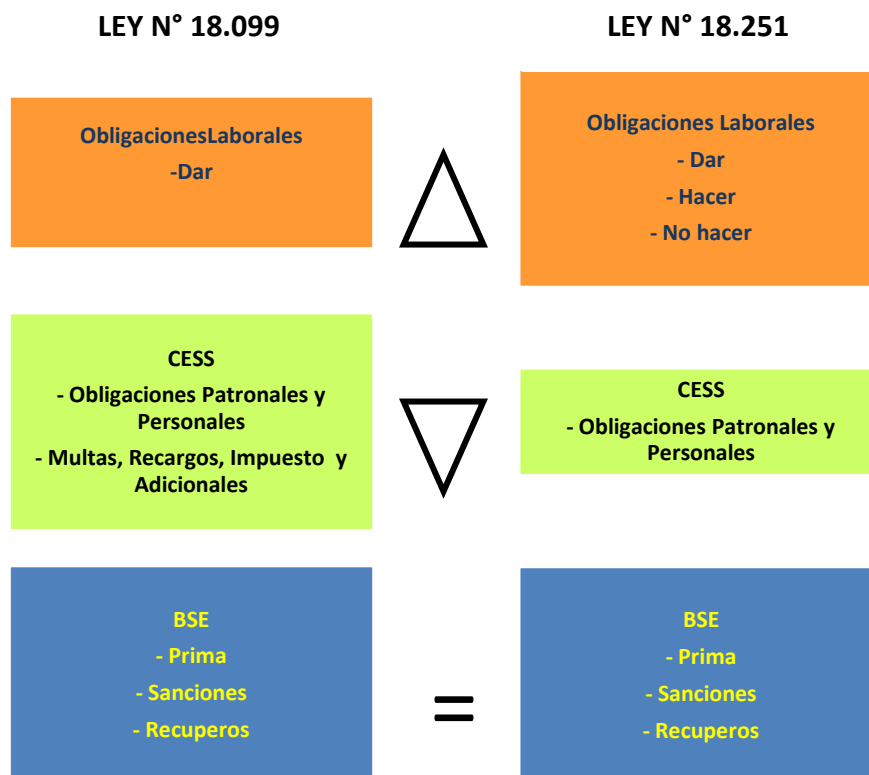 LEY N° 18.099
LEY N° 18.251
ObligacionesLaborales
-Dar
Obligaciones Laborales
- Dar
- Hacer
- No hacer
CESS
- Obligaciones Patronales y
Personales
- Multas, Recargos, Impuesto y
Adicionales
CESS
- Obligaciones Patronales y
Personales
BSE
- Prima
- Sanciones
- Recuperos
=
BSE
- Prima
- Sanciones
- Recuperos